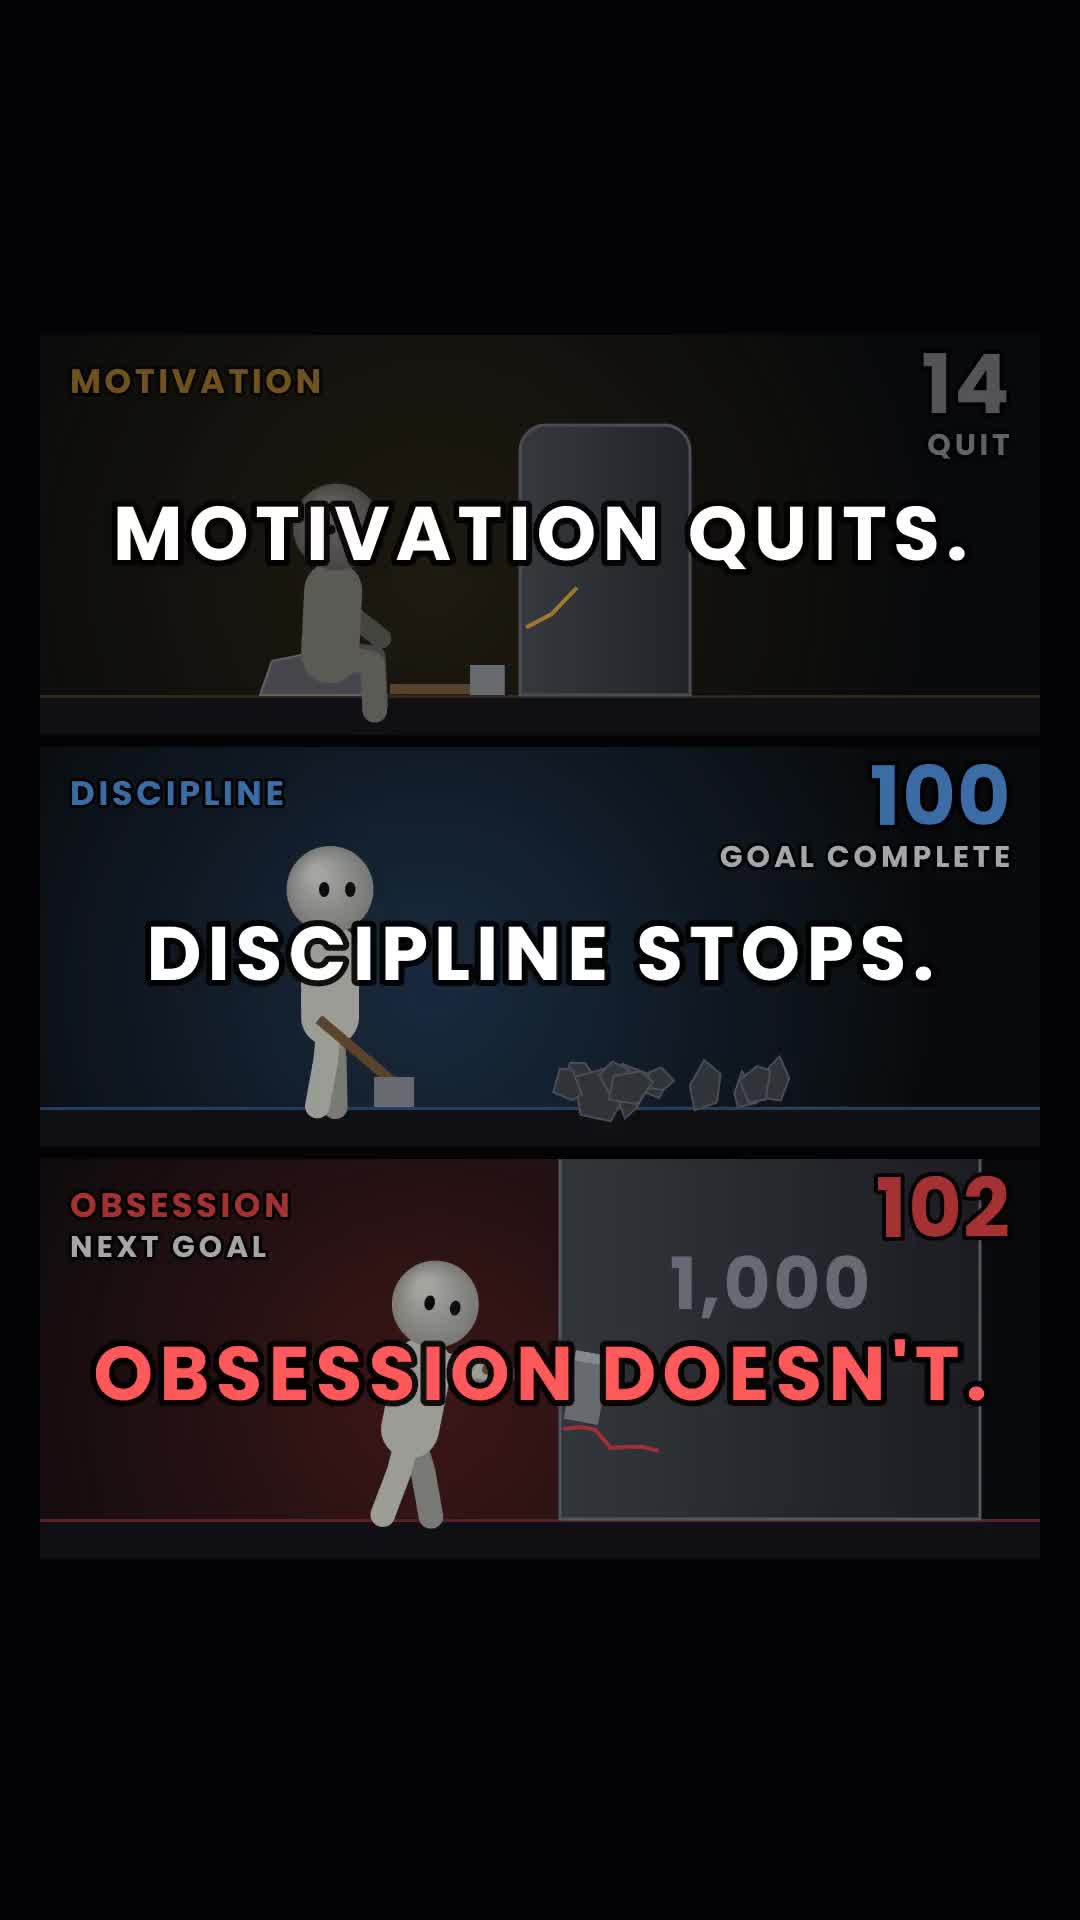 MOTIVATION
14
QUIT
MOTIVATION QUITS.
DISCIPLINE
100
GOAL COMPLETE
DISCIPLINE STOPS.
OBSESSION
102
NEXT GOAL
1,000
OBSESSION DOESN'T.